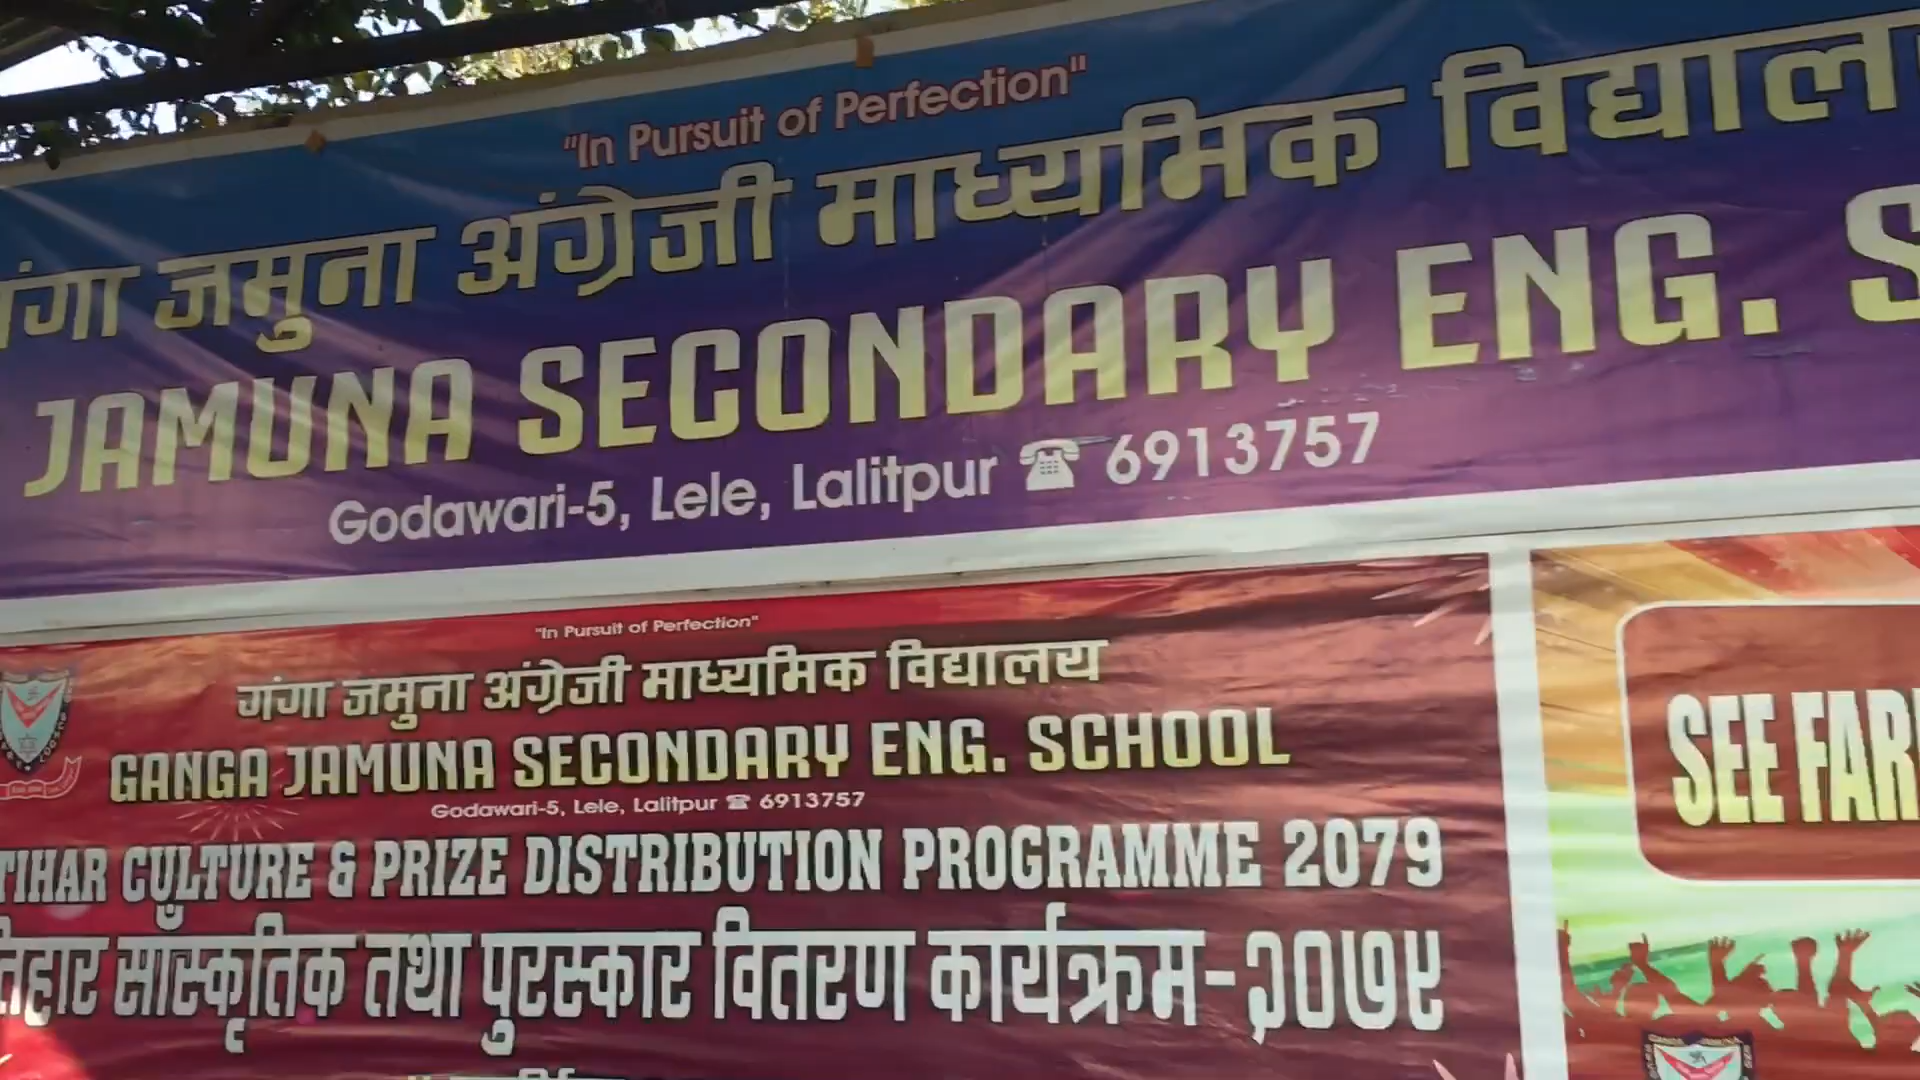 "In Pursuit of Perfection"
गंगा जमुना अंग्रेजी माध्यमिक विद्याल
JAMUNA SECONDARY ENG. S
Godawari-5, Lele, Lalitpur ☎ 6913757
"In Pursuit of Perfection"
गंगा जमुना अंग्रेजी माध्यमिक विद्यालय
GANGA JAMUNA SECONDARY ENG. SCHOOL
Godawari-5, Lele, Lalitpur ☎ 6913757
TIHAR CULTURE & PRIZE DISTRIBUTION PROGRAMME 2079
तिहार साँस्कृतिक तथा पुरस्कार वितरण कार्यक्रम-२०७९
SEE FAR